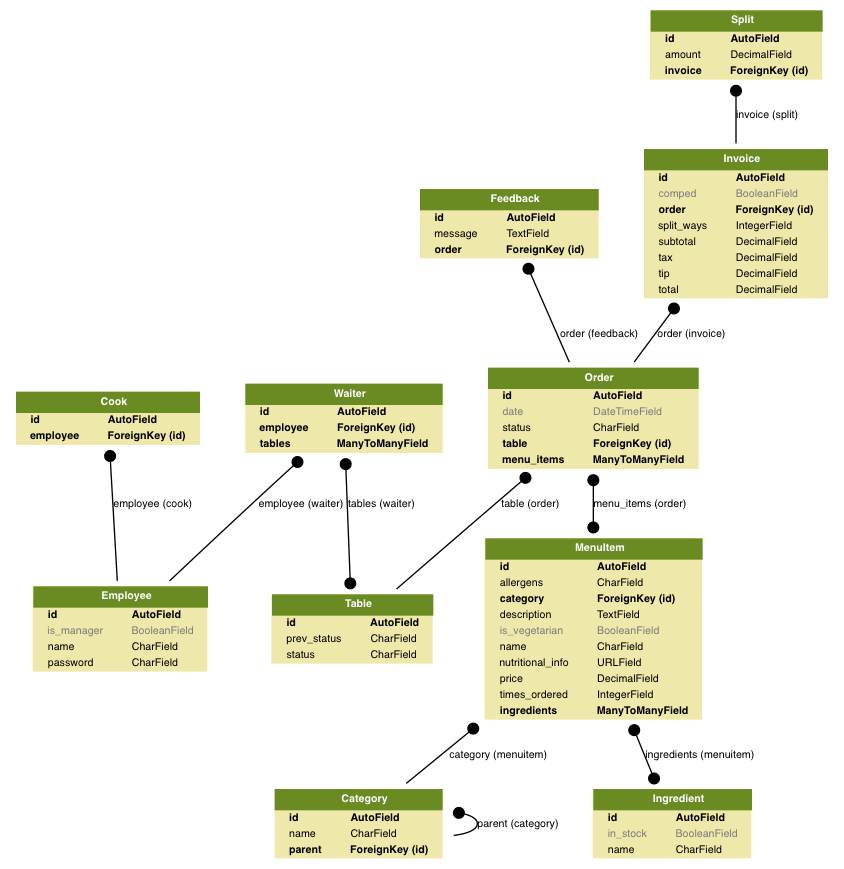 Split
id AutoField
amount DecimalField
invoice ForeignKey (id)
invoice (split)
Invoice
id AutoField
comped BooleanField
order ForeignKey (id)
split_ways IntegerField
subtotal DecimalField
tax DecimalField
tip DecimalField
total DecimalField
Feedback
id AutoField
message TextField
order ForeignKey (id)
order (feedback)
order (invoice)
Order
id AutoField
date DateTimeField
status CharField
table ForeignKey (id)
menu_items ManyToManyField
Waiter
id AutoField
employee ForeignKey (id)
tables ManyToManyField
Cook
id AutoField
employee ForeignKey (id)
employee (cook)
employee (waiter)
tables (waiter)
table (order)
menu_items (order)
MenuItem
id AutoField
allergens CharField
category ForeignKey (id)
description TextField
is_vegetarian BooleanField
name CharField
nutritional_info URLField
price DecimalField
times_ordered IntegerField
ingredients ManyToManyField
Employee
id AutoField
is_manager BooleanField
name CharField
password CharField
Table
id AutoField
prev_status CharField
status CharField
category (menuitem)
ingredients (menuitem)
Category
id AutoField
name CharField
parent ForeignKey (id)
parent (category)
Ingredient
id AutoField
in_stock BooleanField
name CharField